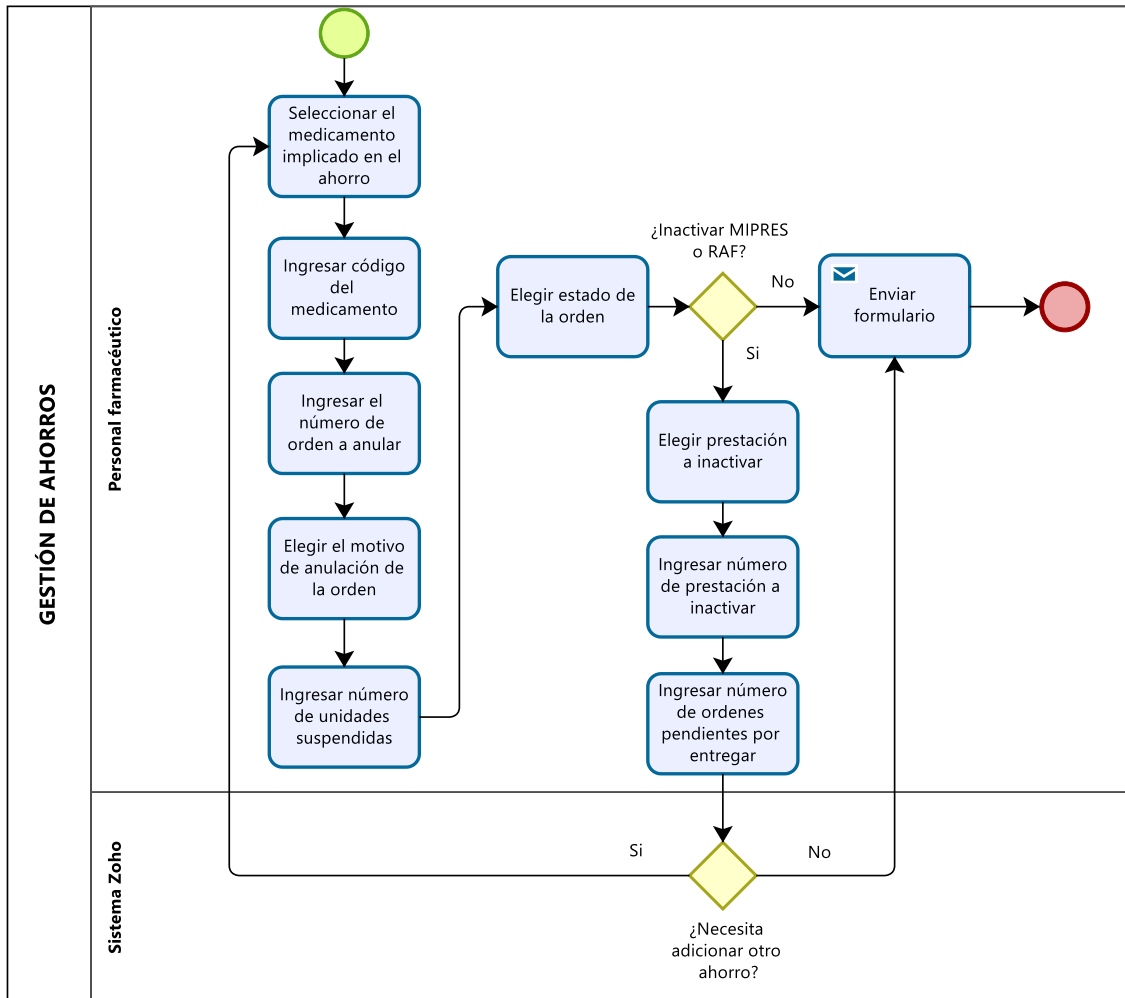 GESTIÓN DE AHORROS
Personal farmacéutico
Seleccionar el
medicamento
implicado en el
ahorro
Ingresar código
del
medicamento
Ingresar el
número de
orden a anular
Elegir el motivo
de anulación de
la orden
Ingresar número
de unidades
suspendidas
Elegir estado de
la orden
¿Inactivar MIPRES
o RAF?
No
Si
Enviar
formulario
Elegir prestación
a inactivar
Ingresar número
de prestación a
inactivar
Ingresar número
de ordenes
pendientes por
entregar
Sistema Zoho
Si
No
¿Necesita
adicionar otro
ahorro?